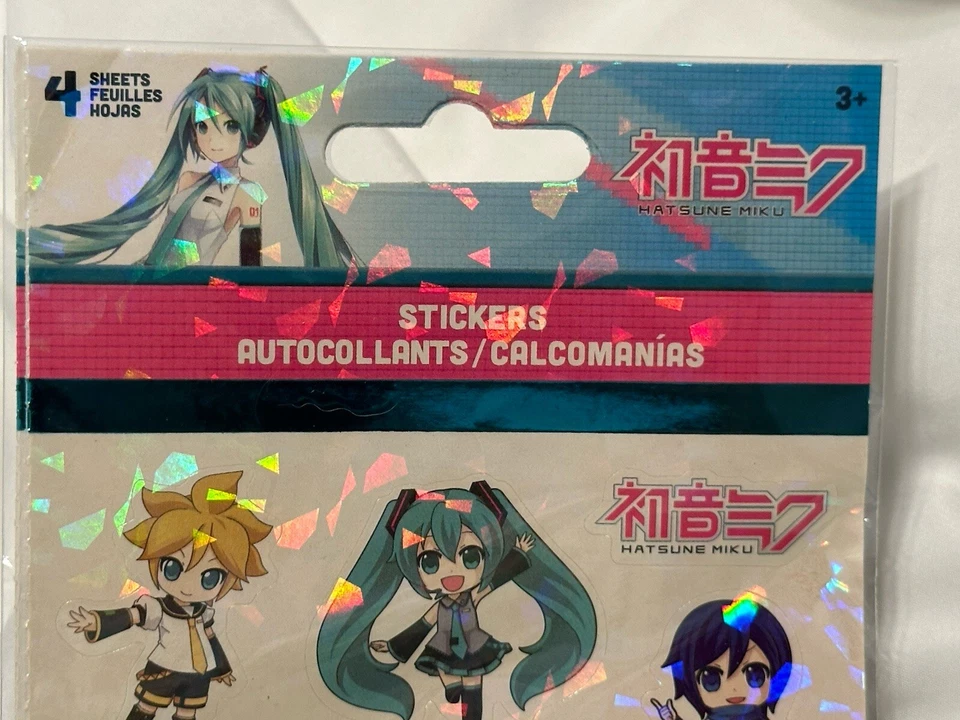 4 SHEETS
FEUILLES
HOJAS
3+
01
初音ミク
HATSUNE MIKU
STICKERS
AUTOCOLLANTS / CALCOMANÍAS
初音ミク
HATSUNE MIKU